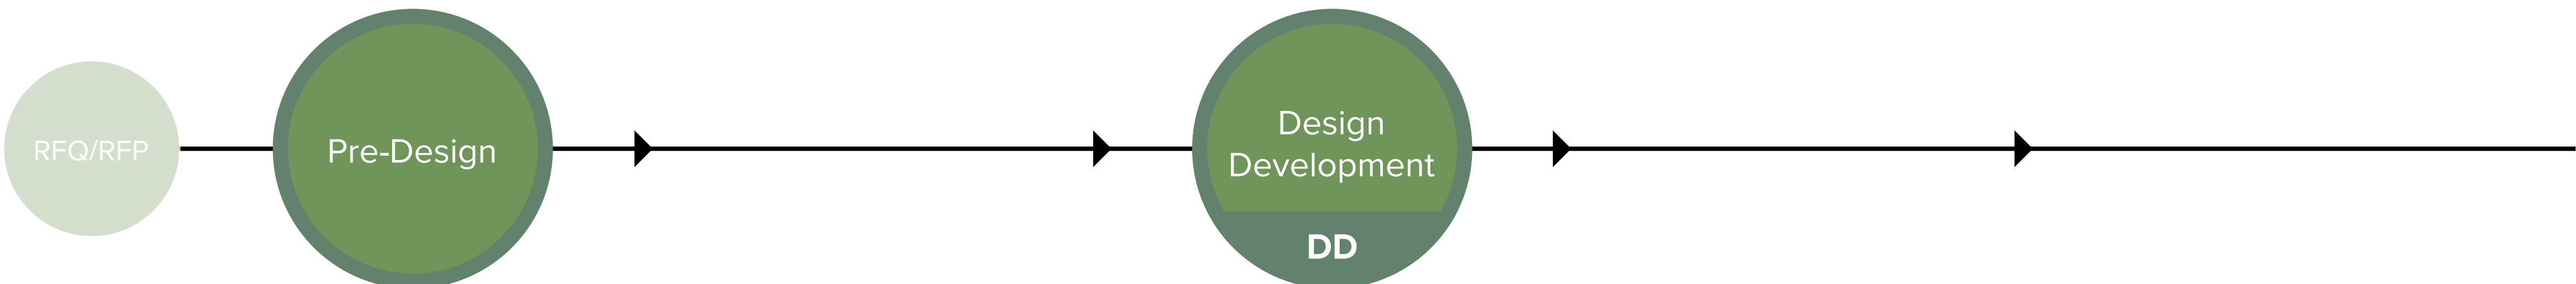 RFQ/RFP
Pre-Design
Design
Development
DD